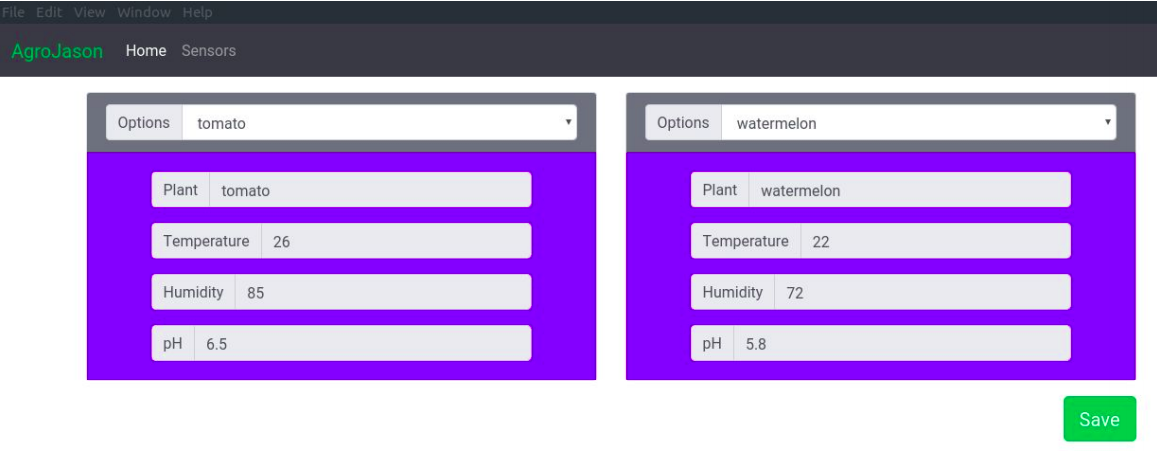 File Edit View Window Help
AgroJason Home Sensors
Options tomato
Plant tomato
Temperature 26
Humidity 85
pH 6.5
Options watermelon
Plant watermelon
Temperature 22
Humidity 72
pH 5.8
Save